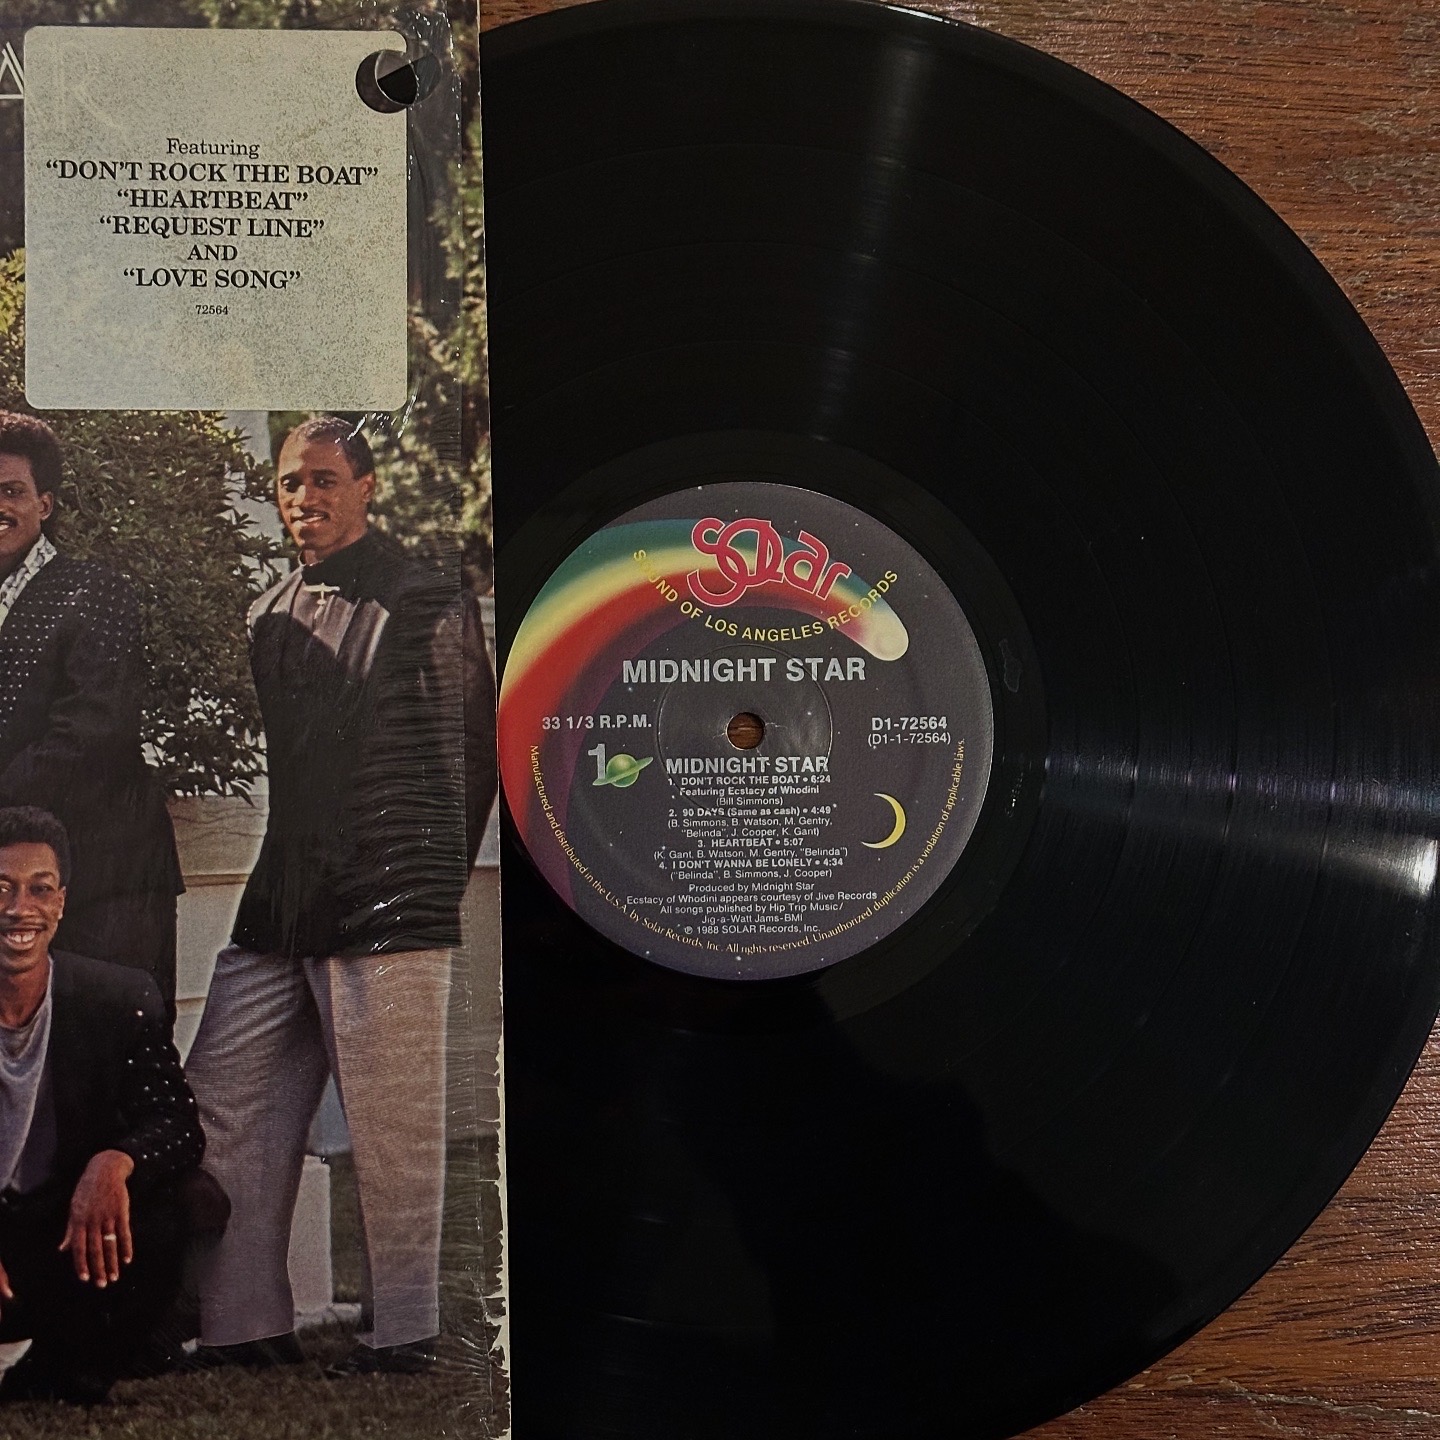 AR
Featuring
“DON’T ROCK THE BOAT”
“HEARTBEAT”
“REQUEST LINE”
AND
“LOVE SONG”
72564
SOLAR
SOUND OF LOS ANGELES RECORDS
MIDNIGHT STAR
33 1/3 R.P.M.
D1-72564
(D1-1-72564)
10
MIDNIGHT STAR
1. DON'T ROCK THE BOAT • 6:24
Featuring Ecstacy of Whodini
(Bill Simmons)
2. 90 DAYS (Same as cash) • 4:49
(B. Simmons, B. Watson, M. Gentry,
"Belinda", J. Cooper, K. Gant)
3. HEARTBEAT • 5:07
(K. Gant, B. Watson, M. Gentry, "Belinda")
4. I DON'T WANNA BE LONELY • 4:34
("Belinda", B. Simmons, J. Cooper)
Produced by Midnight Star
Ecstacy of Whodini appears courtesy of Jive Records
All songs published by Hip Trip Music/
Jig-a-Watt Jams-BMI
℗ 1988 SOLAR Records, Inc.
Manufactured and distributed in the U.S.A. by Solar Records, Inc. All rights reserved. Unauthorized duplication is a violation of applicable laws.